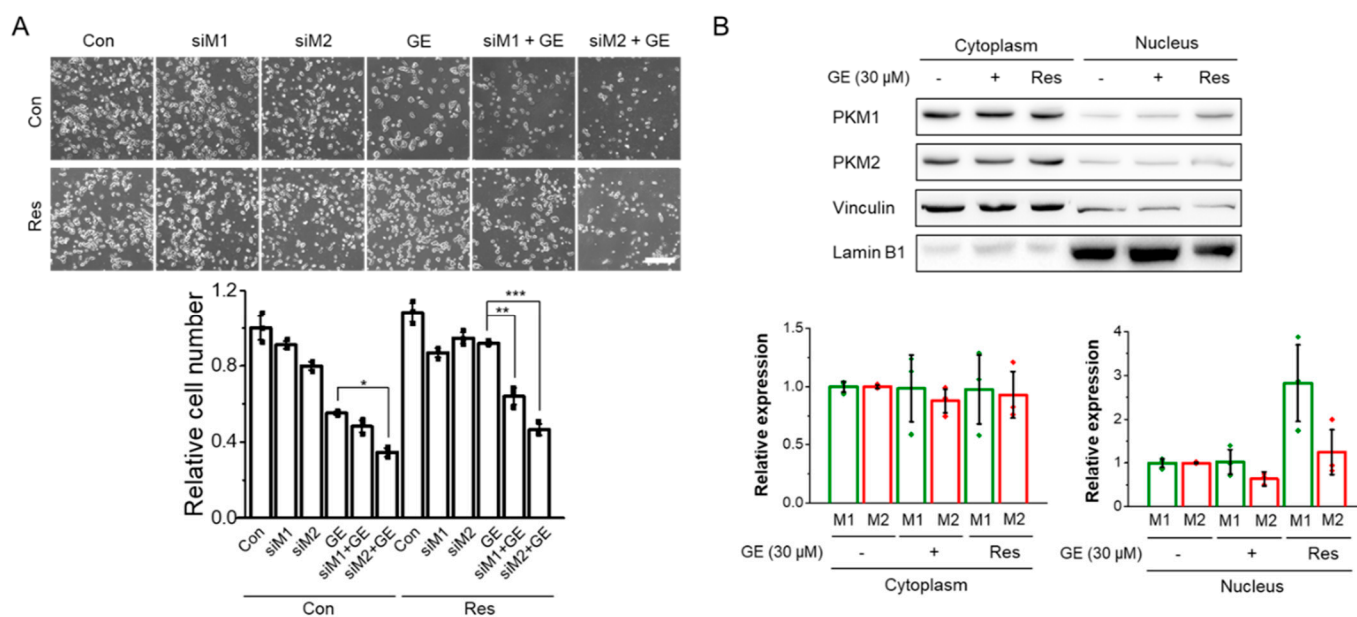 A
Con siM1 siM2 GE siM1 + GE siM2 + GE
Con
Res
Relative cell number
1.2
0.8
0.4
0.0
*
**
***
Con siM1 siM2 GE siM1+GE siM2+GE Con siM1 siM2 GE siM1+GE siM2+GE
Con Res
B
Cytoplasm Nucleus
GE (30 µM) - + Res - + Res
PKM1
PKM2
Vinculin
Lamin B1
Relative expression
1.5
1.0
0.5
0.0
M1 M2 M1 M2 M1 M2
GE (30 µM) - + Res
Cytoplasm
Relative expression
4
3
2
1
0
M1 M2 M1 M2 M1 M2
GE (30 µM) - + Res
Nucleus